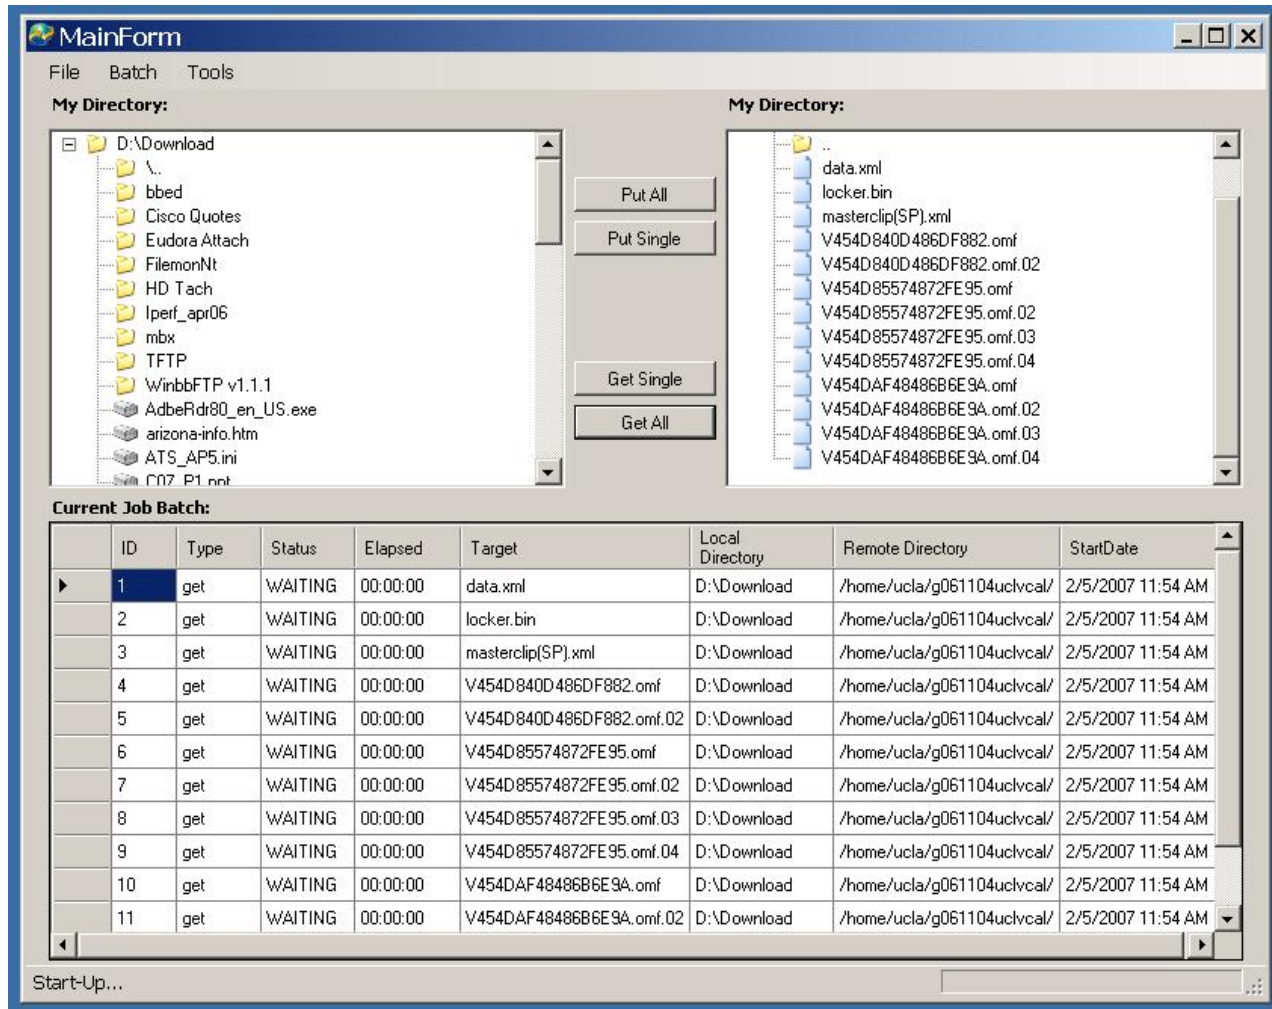 MainForm
File Batch Tools
My Directory:
D:\Download
\..
bbed
Cisco Quotes
Eudora Attach
FilemonNt
HD Tach
Iperf_apr06
mbx
TFTP
WinbbFTP v1.1.1
AdbeRdr80_en_US.exe
arizona-info.htm
ATS_AP5.ini
C07_P1.ppt
Put All
Put Single
Get Single
Get All
My Directory:
..
data.xml
locker.bin
masterclip(SP).xml
V454D840D486DF882.omf
V454D840D486DF882.omf.02
V454D85574872FE95.omf
V454D85574872FE95.omf.02
V454D85574872FE95.omf.03
V454D85574872FE95.omf.04
V454DAF48486B6E9A.omf
V454DAF48486B6E9A.omf.02
V454DAF48486B6E9A.omf.03
V454DAF48486B6E9A.omf.04
Current Job Batch:
ID Type Status Elapsed Target Local Directory Remote Directory StartDate
1 get WAITING 00:00:00 data.xml D:\Download /home/ucla/g061104uclvcal/ 2/5/2007 11:54 AM
2 get WAITING 00:00:00 locker.bin D:\Download /home/ucla/g061104uclvcal/ 2/5/2007 11:54 AM
3 get WAITING 00:00:00 masterclip(SP).xml D:\Download /home/ucla/g061104uclvcal/ 2/5/2007 11:54 AM
4 get WAITING 00:00:00 V454D840D486DF882.omf D:\Download /home/ucla/g061104uclvcal/ 2/5/2007 11:54 AM
5 get WAITING 00:00:00 V454D840D486DF882.omf.02 D:\Download /home/ucla/g061104uclvcal/ 2/5/2007 11:54 AM
6 get WAITING 00:00:00 V454D85574872FE95.omf D:\Download /home/ucla/g061104uclvcal/ 2/5/2007 11:54 AM
7 get WAITING 00:00:00 V454D85574872FE95.omf.02 D:\Download /home/ucla/g061104uclvcal/ 2/5/2007 11:54 AM
8 get WAITING 00:00:00 V454D85574872FE95.omf.03 D:\Download /home/ucla/g061104uclvcal/ 2/5/2007 11:54 AM
9 get WAITING 00:00:00 V454D85574872FE95.omf.04 D:\Download /home/ucla/g061104uclvcal/ 2/5/2007 11:54 AM
10 get WAITING 00:00:00 V454DAF48486B6E9A.omf D:\Download /home/ucla/g061104uclvcal/ 2/5/2007 11:54 AM
11 get WAITING 00:00:00 V454DAF48486B6E9A.omf.02 D:\Download /home/ucla/g061104uclvcal/ 2/5/2007 11:54 AM
Start-Up...